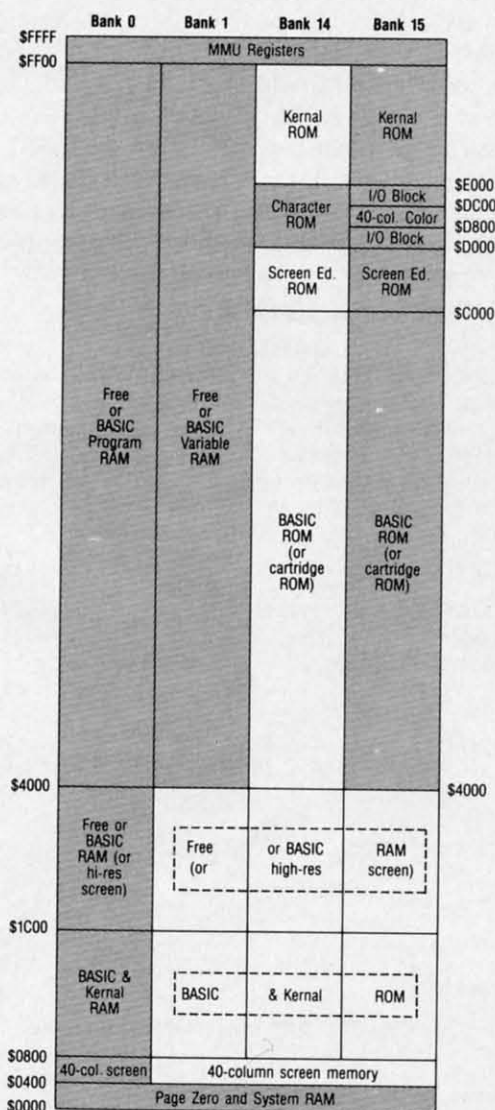 Bank 0 Bank 1 Bank 14 Bank 15
$FFFF
MMU Registers
$FF00
Kernal
ROM
Kernal
ROM
$E000
I/O Block
$DC00
Character
ROM
40-col. Color
$D800
I/O Block
$D000
Screen Ed.
ROM
Screen Ed.
ROM
$C000
Free
or
BASIC
Program
RAM
Free
or
BASIC
Variable
RAM
BASIC
ROM
(or
cartridge
ROM)
BASIC
ROM
(or
cartridge
ROM)
$4000 $4000
Free or
BASIC
RAM (or
hi-res
screen)
Free or BASIC RAM
(or high-res screen)
$1C00
BASIC &
Kernal
RAM
BASIC & Kernal ROM
$0800
40-col. screen 40-column screen memory
$0400
Page Zero and System RAM
$0000